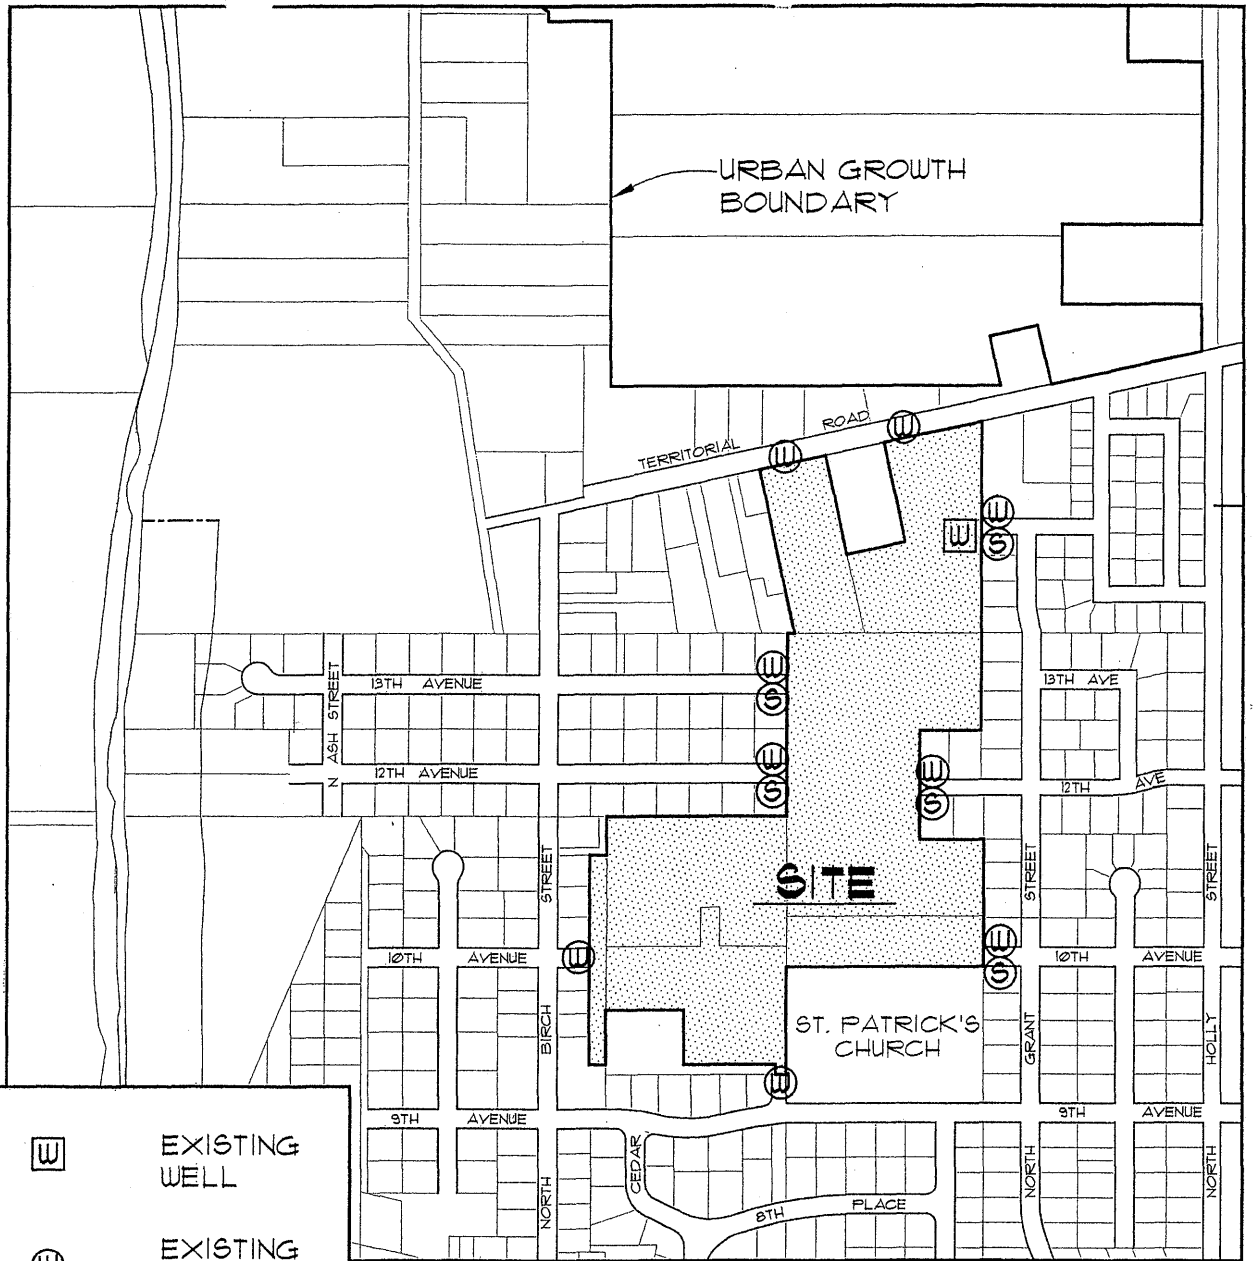 URBAN GROWTH
BOUNDARY
TERRITORIAL ROAD
W
W
W
W
S
W
S
13TH AVENUE
N ASH STREET
13TH AVE
W
S
12TH AVENUE
W
S
12TH AVE
SITE
STREET
STREET
STREET
W
S
10TH AVENUE
W
10TH AVENUE
ST. PATRICK'S
CHURCH
BIRCH
GRANT
HOLLY
W
9TH AVENUE
9TH AVENUE
CEDAR
NORTH
NORTH
NORTH
8TH PLACE
W EXISTING
WELL
W EXISTING